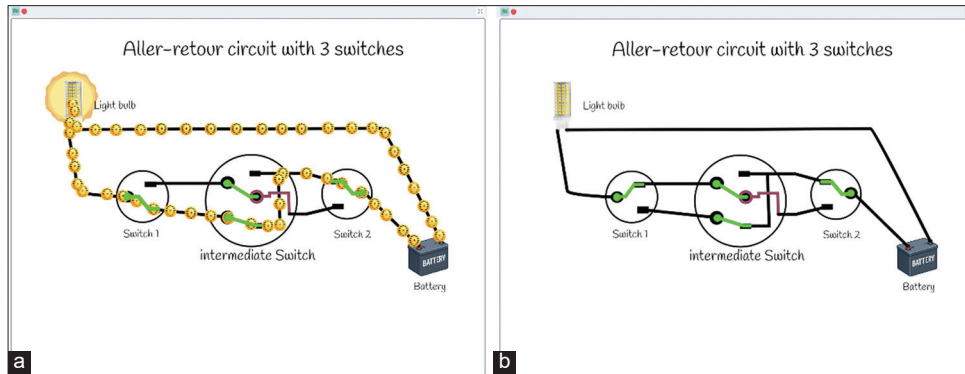 Aller-retour circuit with 3 switches
Light bulb
Switch 1
Switch 2
intermediate Switch
BATTERY
Battery
a
Aller-retour circuit with 3 switches
Light bulb
Switch 1
Switch 2
intermediate Switch
BATTERY
Battery
b